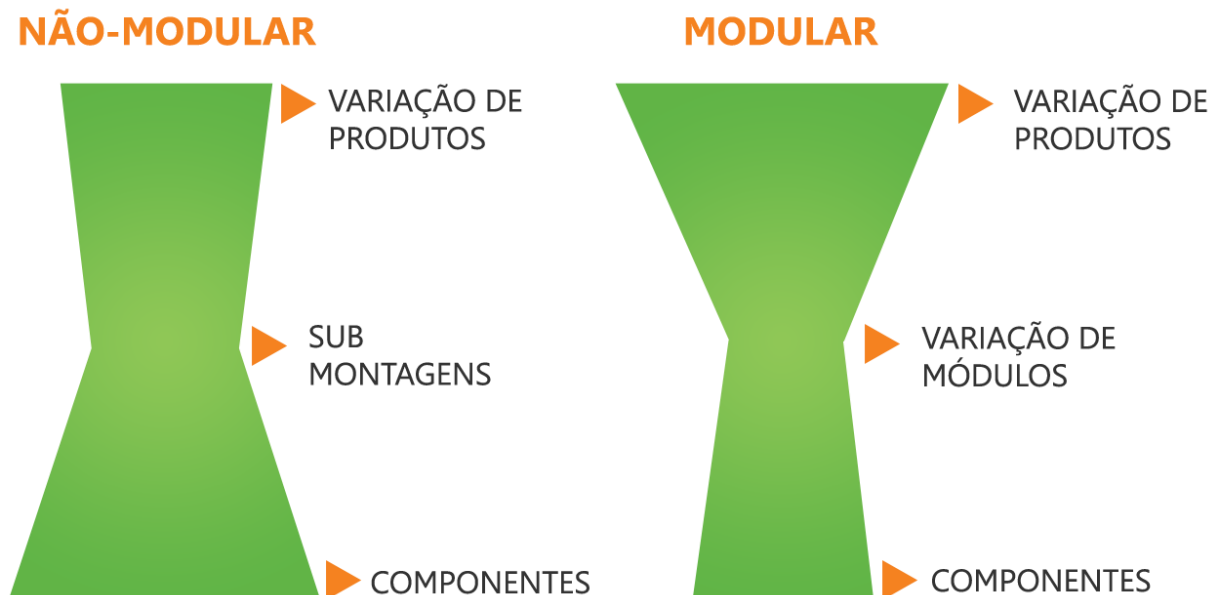 NÃO-MODULAR
VARIAÇÃO DE
PRODUTOS
SUB
MONTAGENS
COMPONENTES
MODULAR
VARIAÇÃO DE
PRODUTOS
VARIAÇÃO DE
MÓDULOS
COMPONENTES